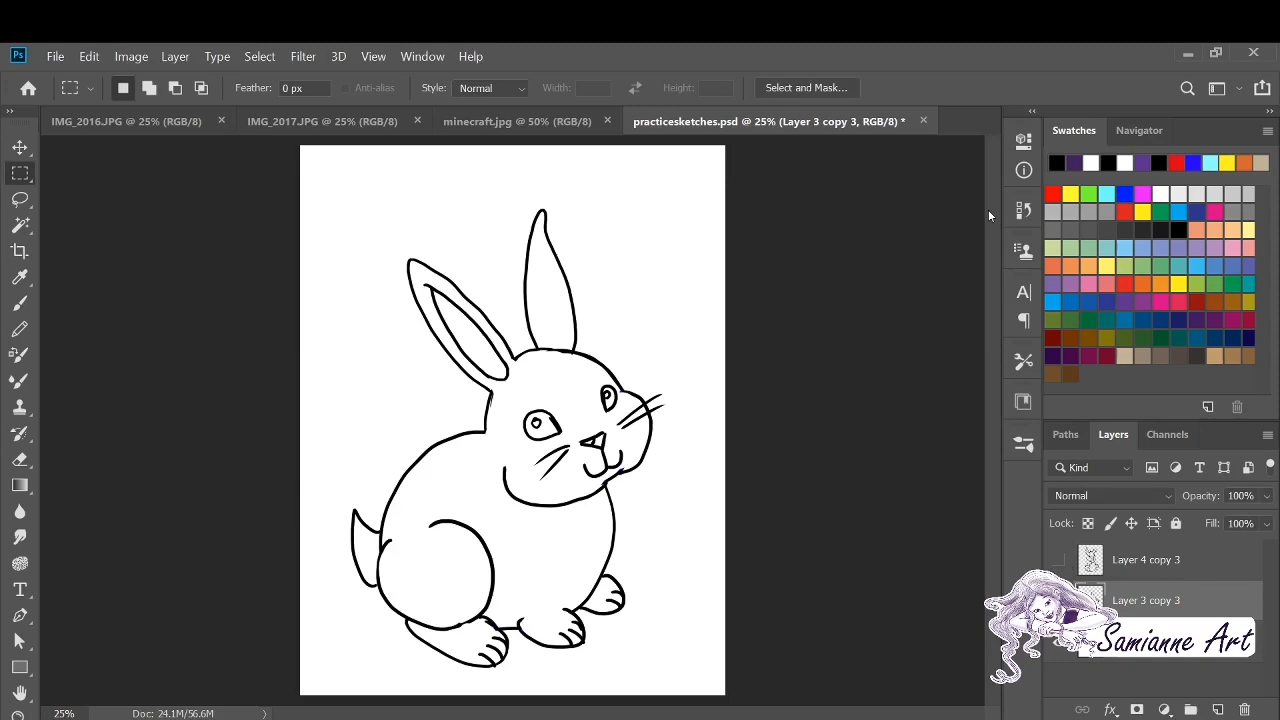 Ps File Edit Image Layer Type Select Filter 3D View Window Help
Feather: 0 px Anti-alias Style: Normal Width: Height: Select and Mask...
IMG_2016.JPG @ 25% (RGB/8) × IMG_2017.JPG @ 25% (RGB/8) × minecraft.jpg @ 50% (RGB/8) × practicesketches.psd @ 25% (Layer 3 copy 3, RGB/8) * ×
Swatches Navigator
Paths Layers Channels
Kind
Normal Opacity: 100%
Lock: Fill: 100%
Layer 4 copy 3
Layer 3 copy 3
Samianne Art
25% Doc: 24.1M/56.6M